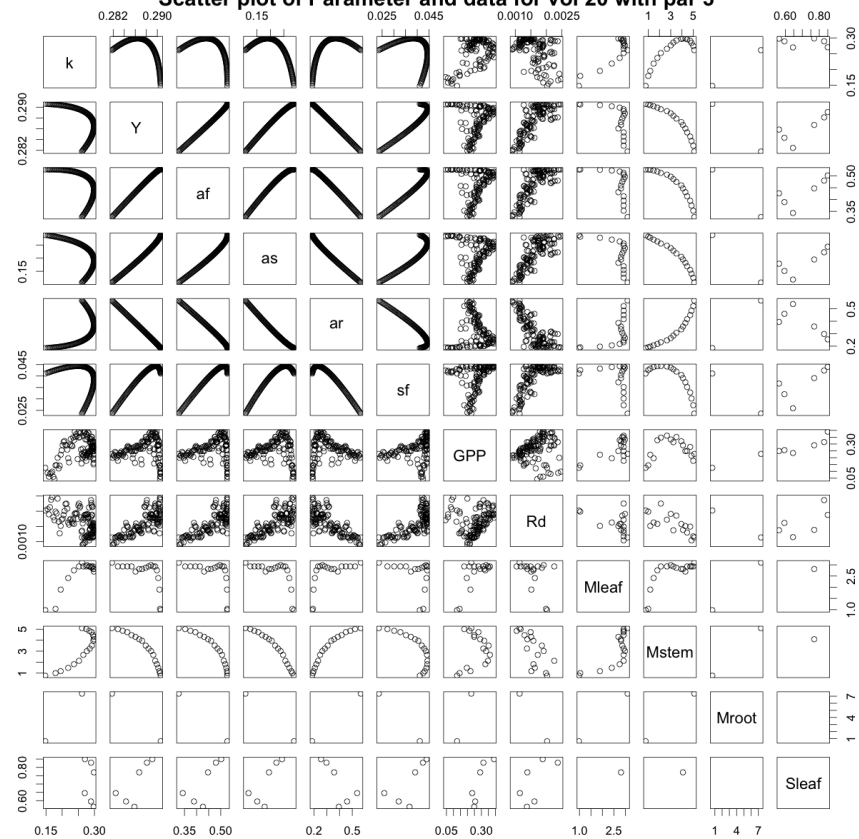 Scatter plot of Parameter and data for Vol 20 with par 3
0.282 0.290 0.15 0.025 0.045 0.0010 0.0025 1 3 5 0.60 0.80
k 0.15 0.30
0.282 0.290 Y
af 0.35 0.50
0.15 as
ar 0.2 0.5
0.025 0.045 sf
GPP 0.05 0.30
0.0010 Rd
Mleaf 1.0 2.5
1 3 5 Mstem
Mroot 1 4 7
0.60 0.80 Sleaf
0.15 0.30 0.35 0.50 0.2 0.5 0.05 0.30 1.0 2.5 1 4 7